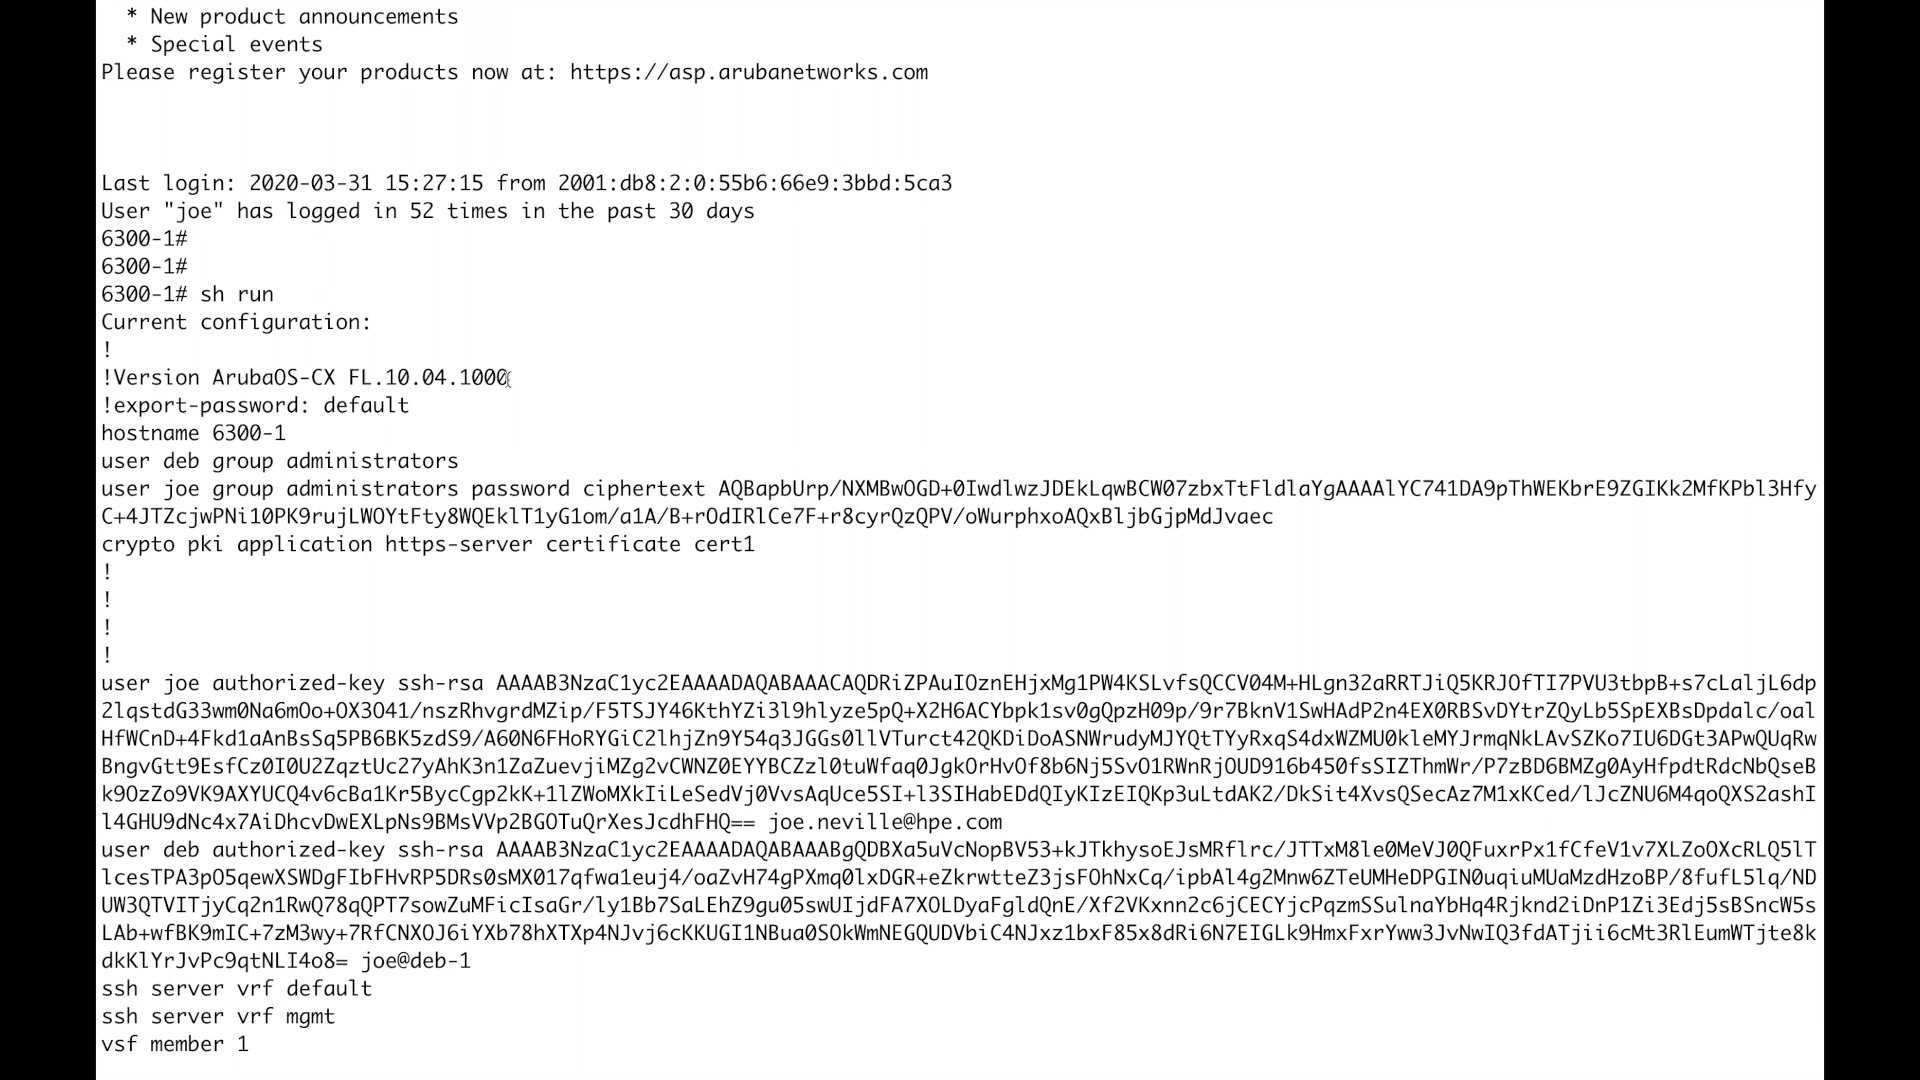 * New product announcements
* Special events
Please register your products now at: https://asp.arubanetworks.com
Last login: 2020-03-31 15:27:15 from 2001:db8:2:0:55b6:66e9:3bbd:5ca3
User "joe" has logged in 52 times in the past 30 days
6300-1#
6300-1#
6300-1# sh run
Current configuration:
!
!Version ArubaOS-CX FL.10.04.1000
!export-password: default
hostname 6300-1
user deb group administrators
user joe group administrators password ciphertext AQBapbUrp/NXMBwOGD+0IwdlwzJDEkLqwBCW07zbxTtFldlaYgAAAAlYC741DA9pThWEKbrE9ZGIKk2MfKPbl3Hfy
C+4JTZcjwPNi10PK9rujLWOYtFty8WQEklT1yG1om/a1A/B+rOdIRlCe7F+r8cyrQzQPV/oWurphxoAQxBljbGjpMdJvaec
crypto pki application https-server certificate cert1
!
!
!
!
user joe authorized-key ssh-rsa AAAAB3NzaC1yc2EAAAADAQABAAACAQDRiZPAuIOznEHjxMg1PW4KSLvfsQCCV04M+HLgn32aRRTJiQ5KRJOfTI7PVU3tbpB+s7cLaljL6dp
2lqstdG33wm0Na6mOo+OX3O41/nszRhvgrdMZip/F5TSJY46KthYZi3l9hlyze5pQ+X2H6ACYbpk1sv0gQpzH09p/9r7BknV1SwHAdP2n4EX0RBSvDYtrZQyLb5SpEXBsDpdalc/oal
HfWCnD+4Fkd1aAnBsSq5PB6BK5zdS9/A60N6FHoRYGiC2lhjZn9Y54q3JGGs0llVTurct42QKDiDoASNWrudyMJYQtTYyRxqS4dxWZMU0kleMYJrmqNkLAvSZKo7IU6DGt3APwQUqRw
BngvGtt9EsfCz0I0U2ZqztUc27yAhK3n1ZaZuevjiMZg2vCWNZ0EYYBCZzl0tuWfaq0JgkOrHvOf8b6Nj5SvO1RWnRjOUD916b450fsSIZThmWr/P7zBD6BMZg0AyHfpdtRdcNbQseB
k9OzZo9VK9AXYUCQ4v6cBa1Kr5BycCgp2kK+1lZWoMXkIiLeSedVj0VvsAqUce5SI+l3SIHabEDdQIyKIzEIQKp3uLtdAK2/DkSit4XvsQSecAz7M1xKCed/lJcZNU6M4qoQXS2ashI
l4GHU9dNc4x7AiDhcvDwEXLpNs9BMsVVp2BGOTuQrXesJcdhFHQ== joe.neville@hpe.com
user deb authorized-key ssh-rsa AAAAB3NzaC1yc2EAAAADAQABAAABgQDBXa5uVcNopBV53+kJTkhysoEJsMRflrc/JTTxM8le0MeVJ0QFuxrPx1fCfeV1v7XLZoOXcRLQ5lT
lcesTPA3pO5qewXSWDgFIbFHvRP5DRs0sMX017qfwa1euj4/oaZvH74gPXmq0lxDGR+eZkrwtteZ3jsFOhNxCq/ipbAl4g2Mnw6ZTeUMHeDPGIN0uqiuMUaMzdHzoBP/8fufL5lq/ND
UW3QTVITjyCq2n1RwQ78qQPT7sowZuMFicIsaGr/ly1Bb7SaLEhZ9gu05swUIjdFA7XOLDyaFgldQnE/Xf2VKxnn2c6jCECYjcPqzmSSulnaYbHq4Rjknd2iDnP1Zi3Edj5sBSncW5s
LAb+wfBK9mIC+7zM3wy+7RfCNXOJ6iYXb78hXTXp4NJvj6cKKUGI1NBua0SOkWmNEGQUDVbiC4NJxz1bxF85x8dRi6N7EIGLk9HmxFxrYww3JvNwIQ3fdATjii6cMt3RlEumWTjte8k
dkKlYrJvPc9qtNLI4o8= joe@deb-1
ssh server vrf default
ssh server vrf mgmt
vsf member 1